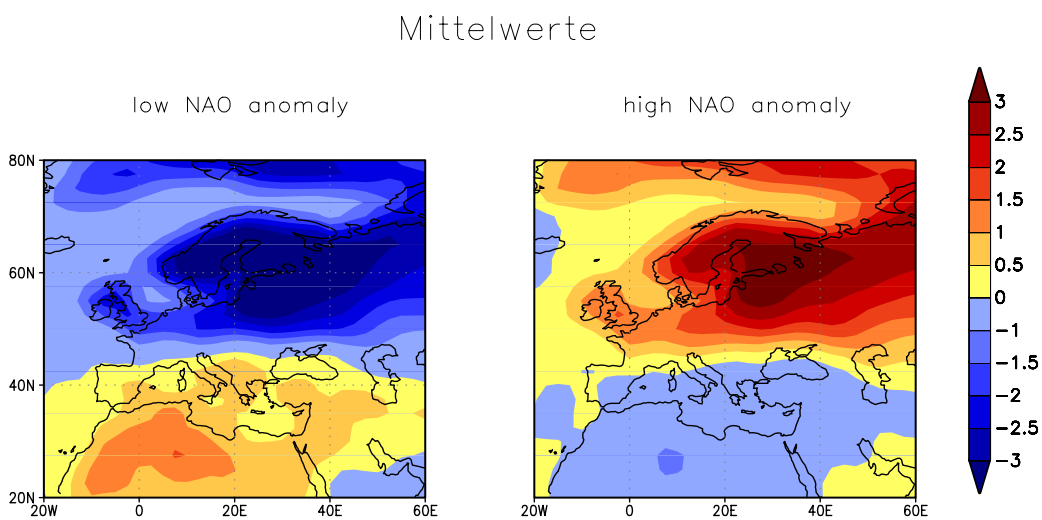 Mittelwerte
low NAO anomaly
high NAO anomaly
80N
60N
40N
20N
20W 0 20E 40E 60E
20W 0 20E 40E 60E
3
2.5
2
1.5
1
0.5
0
−1
−1.5
−2
−2.5
−3